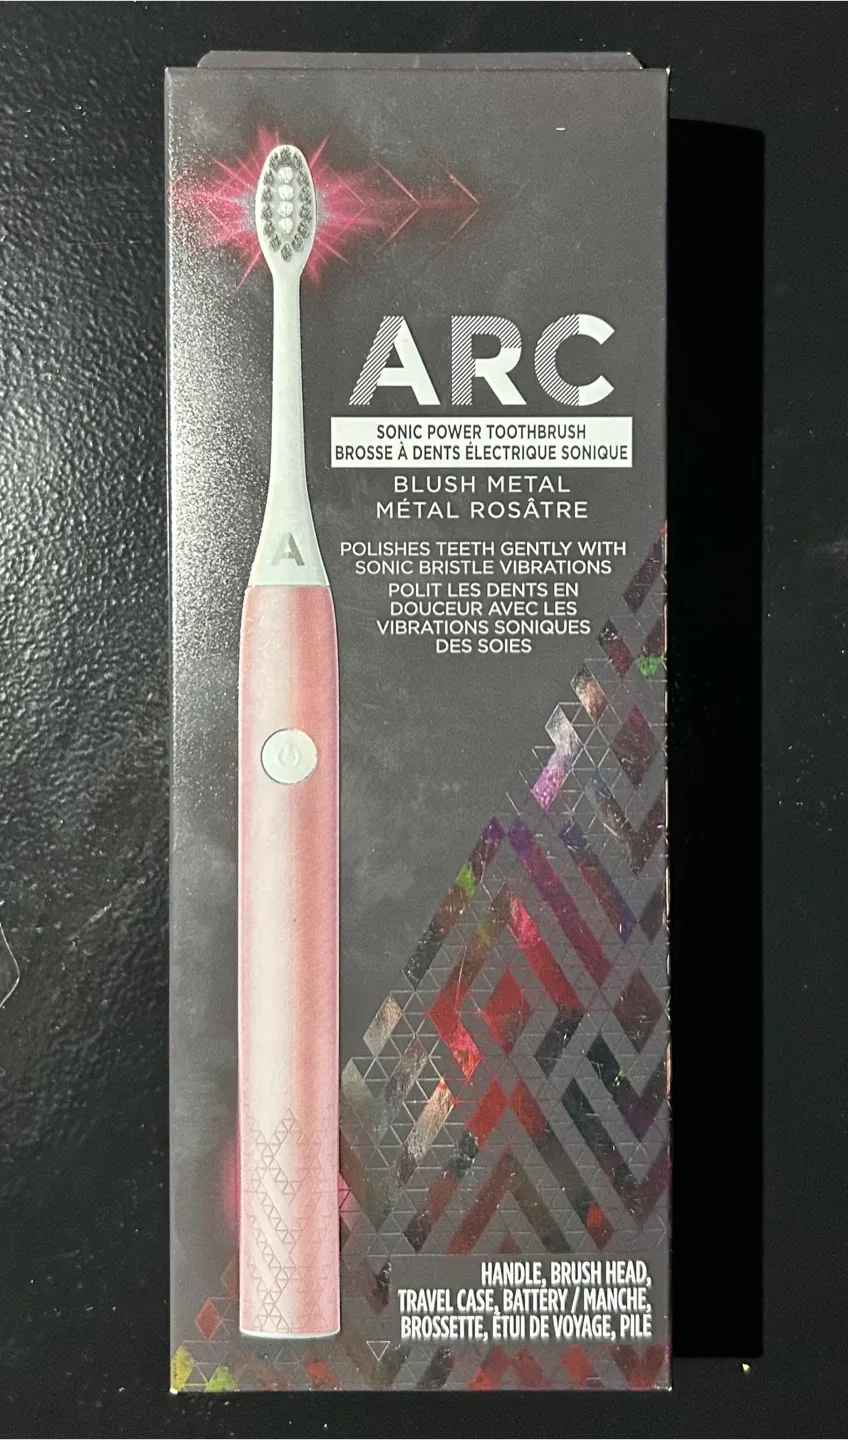 ARC
SONIC POWER TOOTHBRUSH
BROSSE À DENTS ÉLECTRIQUE SONIQUE
BLUSH METAL
MÉTAL ROSÂTRE
POLISHES TEETH GENTLY WITH
SONIC BRISTLE VIBRATIONS
POLIT LES DENTS EN
DOUCEUR AVEC LES
VIBRATIONS SONIQUES
DES SOIES
A
HANDLE, BRUSH HEAD,
TRAVEL CASE, BATTERY / MANCHE,
BROSSETTE, ÉTUI DE VOYAGE, PILE